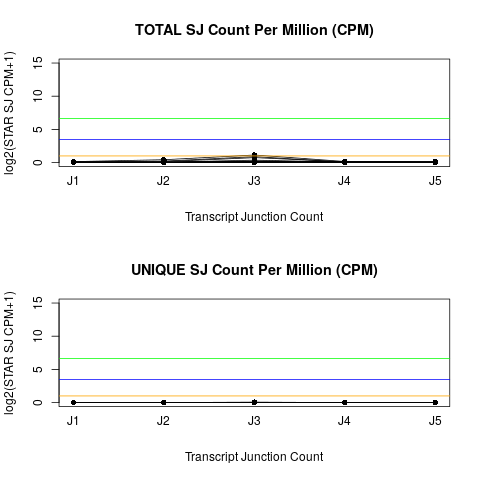 TOTAL SJ Count Per Million (CPM)
log2(STAR SJ CPM+1)
15
10
5
0
J1 J2 J3 J4 J5
Transcript Junction Count
UNIQUE SJ Count Per Million (CPM)
log2(STAR SJ CPM+1)
15
10
5
0
J1 J2 J3 J4 J5
Transcript Junction Count